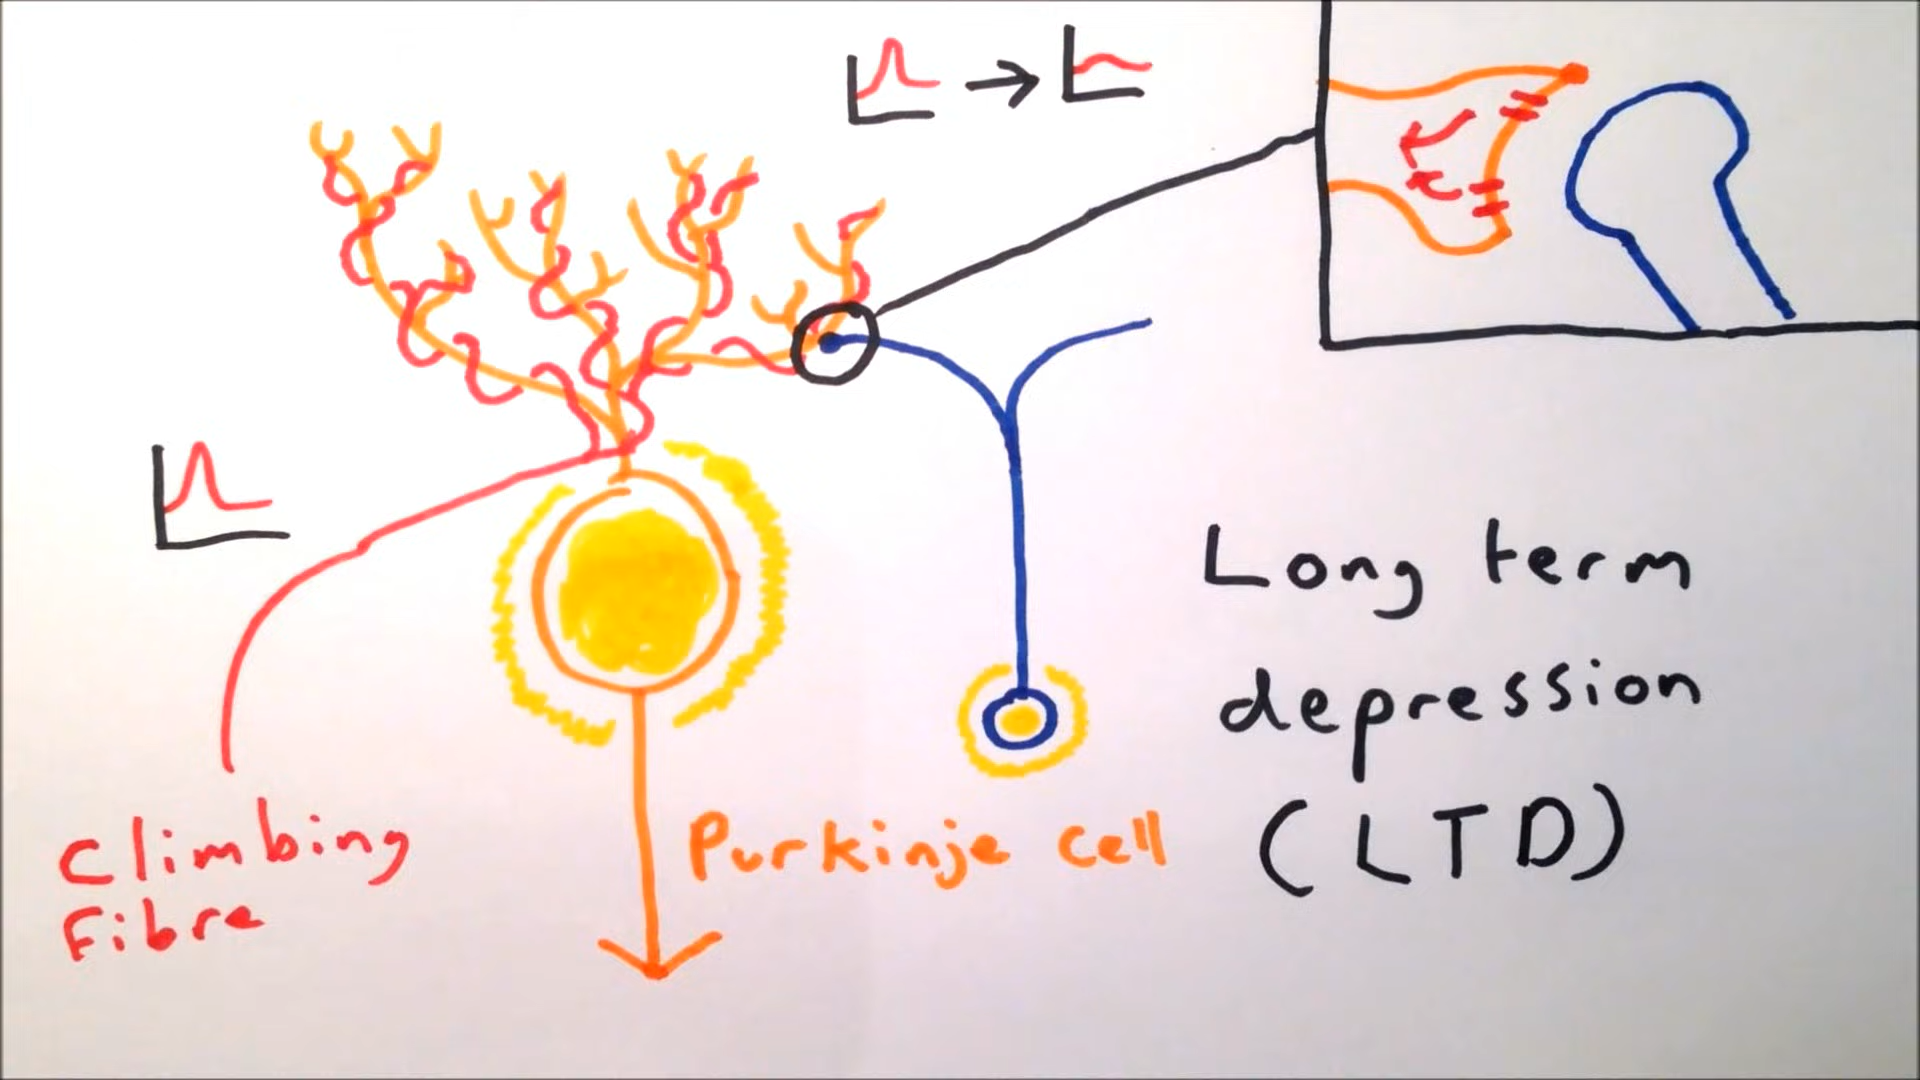 Climbing
Fibre
Purkinje cell
Long term
depression
(LTD)